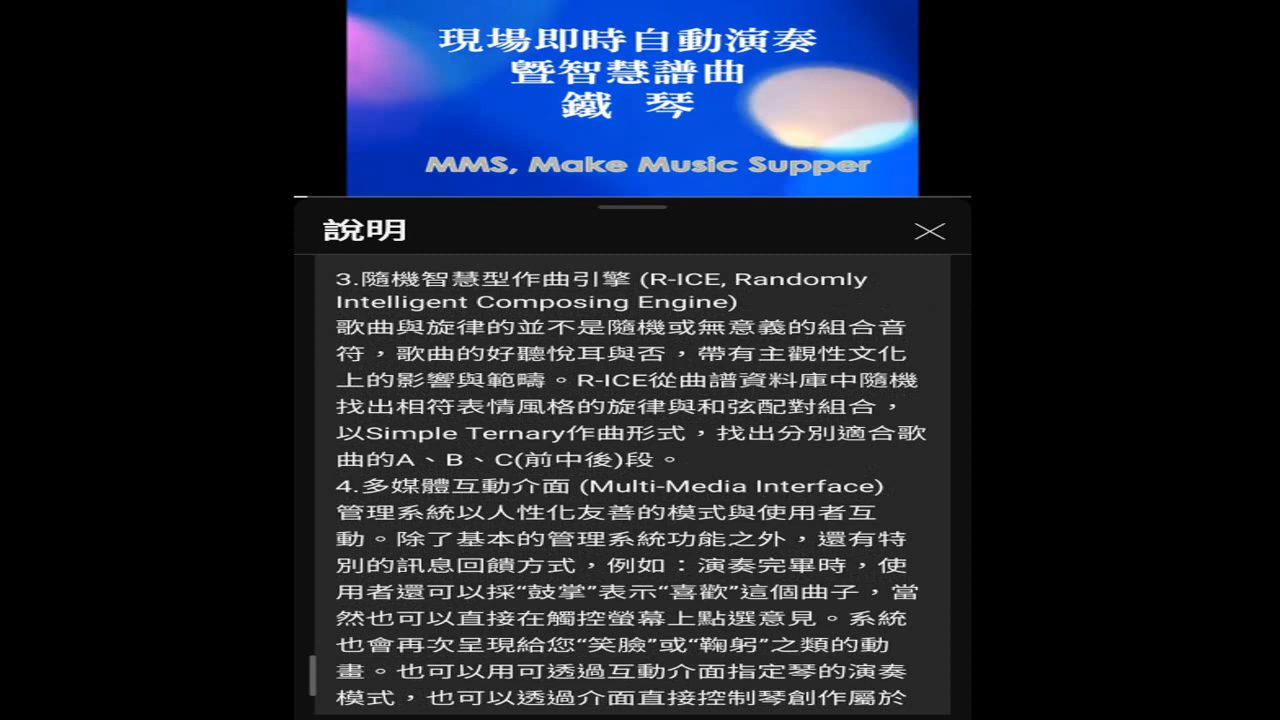 現場即時自動演奏
暨智慧譜曲
鐵 琴
MMS, Make Music Supper
說明
3.隨機智慧型作曲引擎 (R-ICE, Randomly
Intelligent Composing Engine)
歌曲與旋律的並不是隨機或無意義的組合音
符，歌曲的好聽悅耳與否，帶有主觀性文化
上的影響與範疇。R-ICE從曲譜資料庫中隨機
找出相符表情風格的旋律與和弦配對組合，
以Simple Ternary作曲形式，找出分別適合歌
曲的A、B、C(前中後)段。
4.多媒體互動介面 (Multi-Media Interface)
管理系統以人性化友善的模式與使用者互
動。除了基本的管理系統功能之外，還有特
別的訊息回饋方式，例如：演奏完畢時，使
用者還可以採“鼓掌”表示“喜歡”這個曲子，當
然也可以直接在觸控螢幕上點選意見。系統
也會再次呈現給您“笑臉”或“鞠躬”之類的動
畫。也可以用可透過互動介面指定琴的演奏
模式，也可以透過介面直接控制琴創作屬於